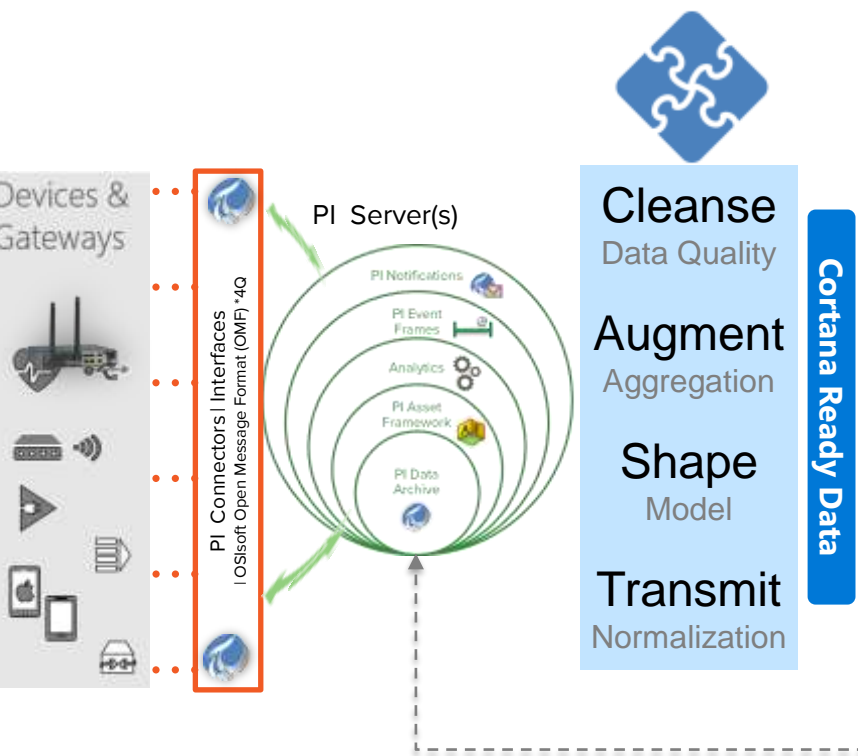 Devices &
Gateways
PI Connectors | Interfaces
| OSIsoft Open Message Format (OMF) *4Q
PI Server(s)
PI Notifications
PI Event
Frames
Analytics
PI Asset
Framework
PI Data
Archive
Cleanse
Data Quality
Augment
Aggregation
Shape
Model
Transmit
Normalization
Cortana Ready Data